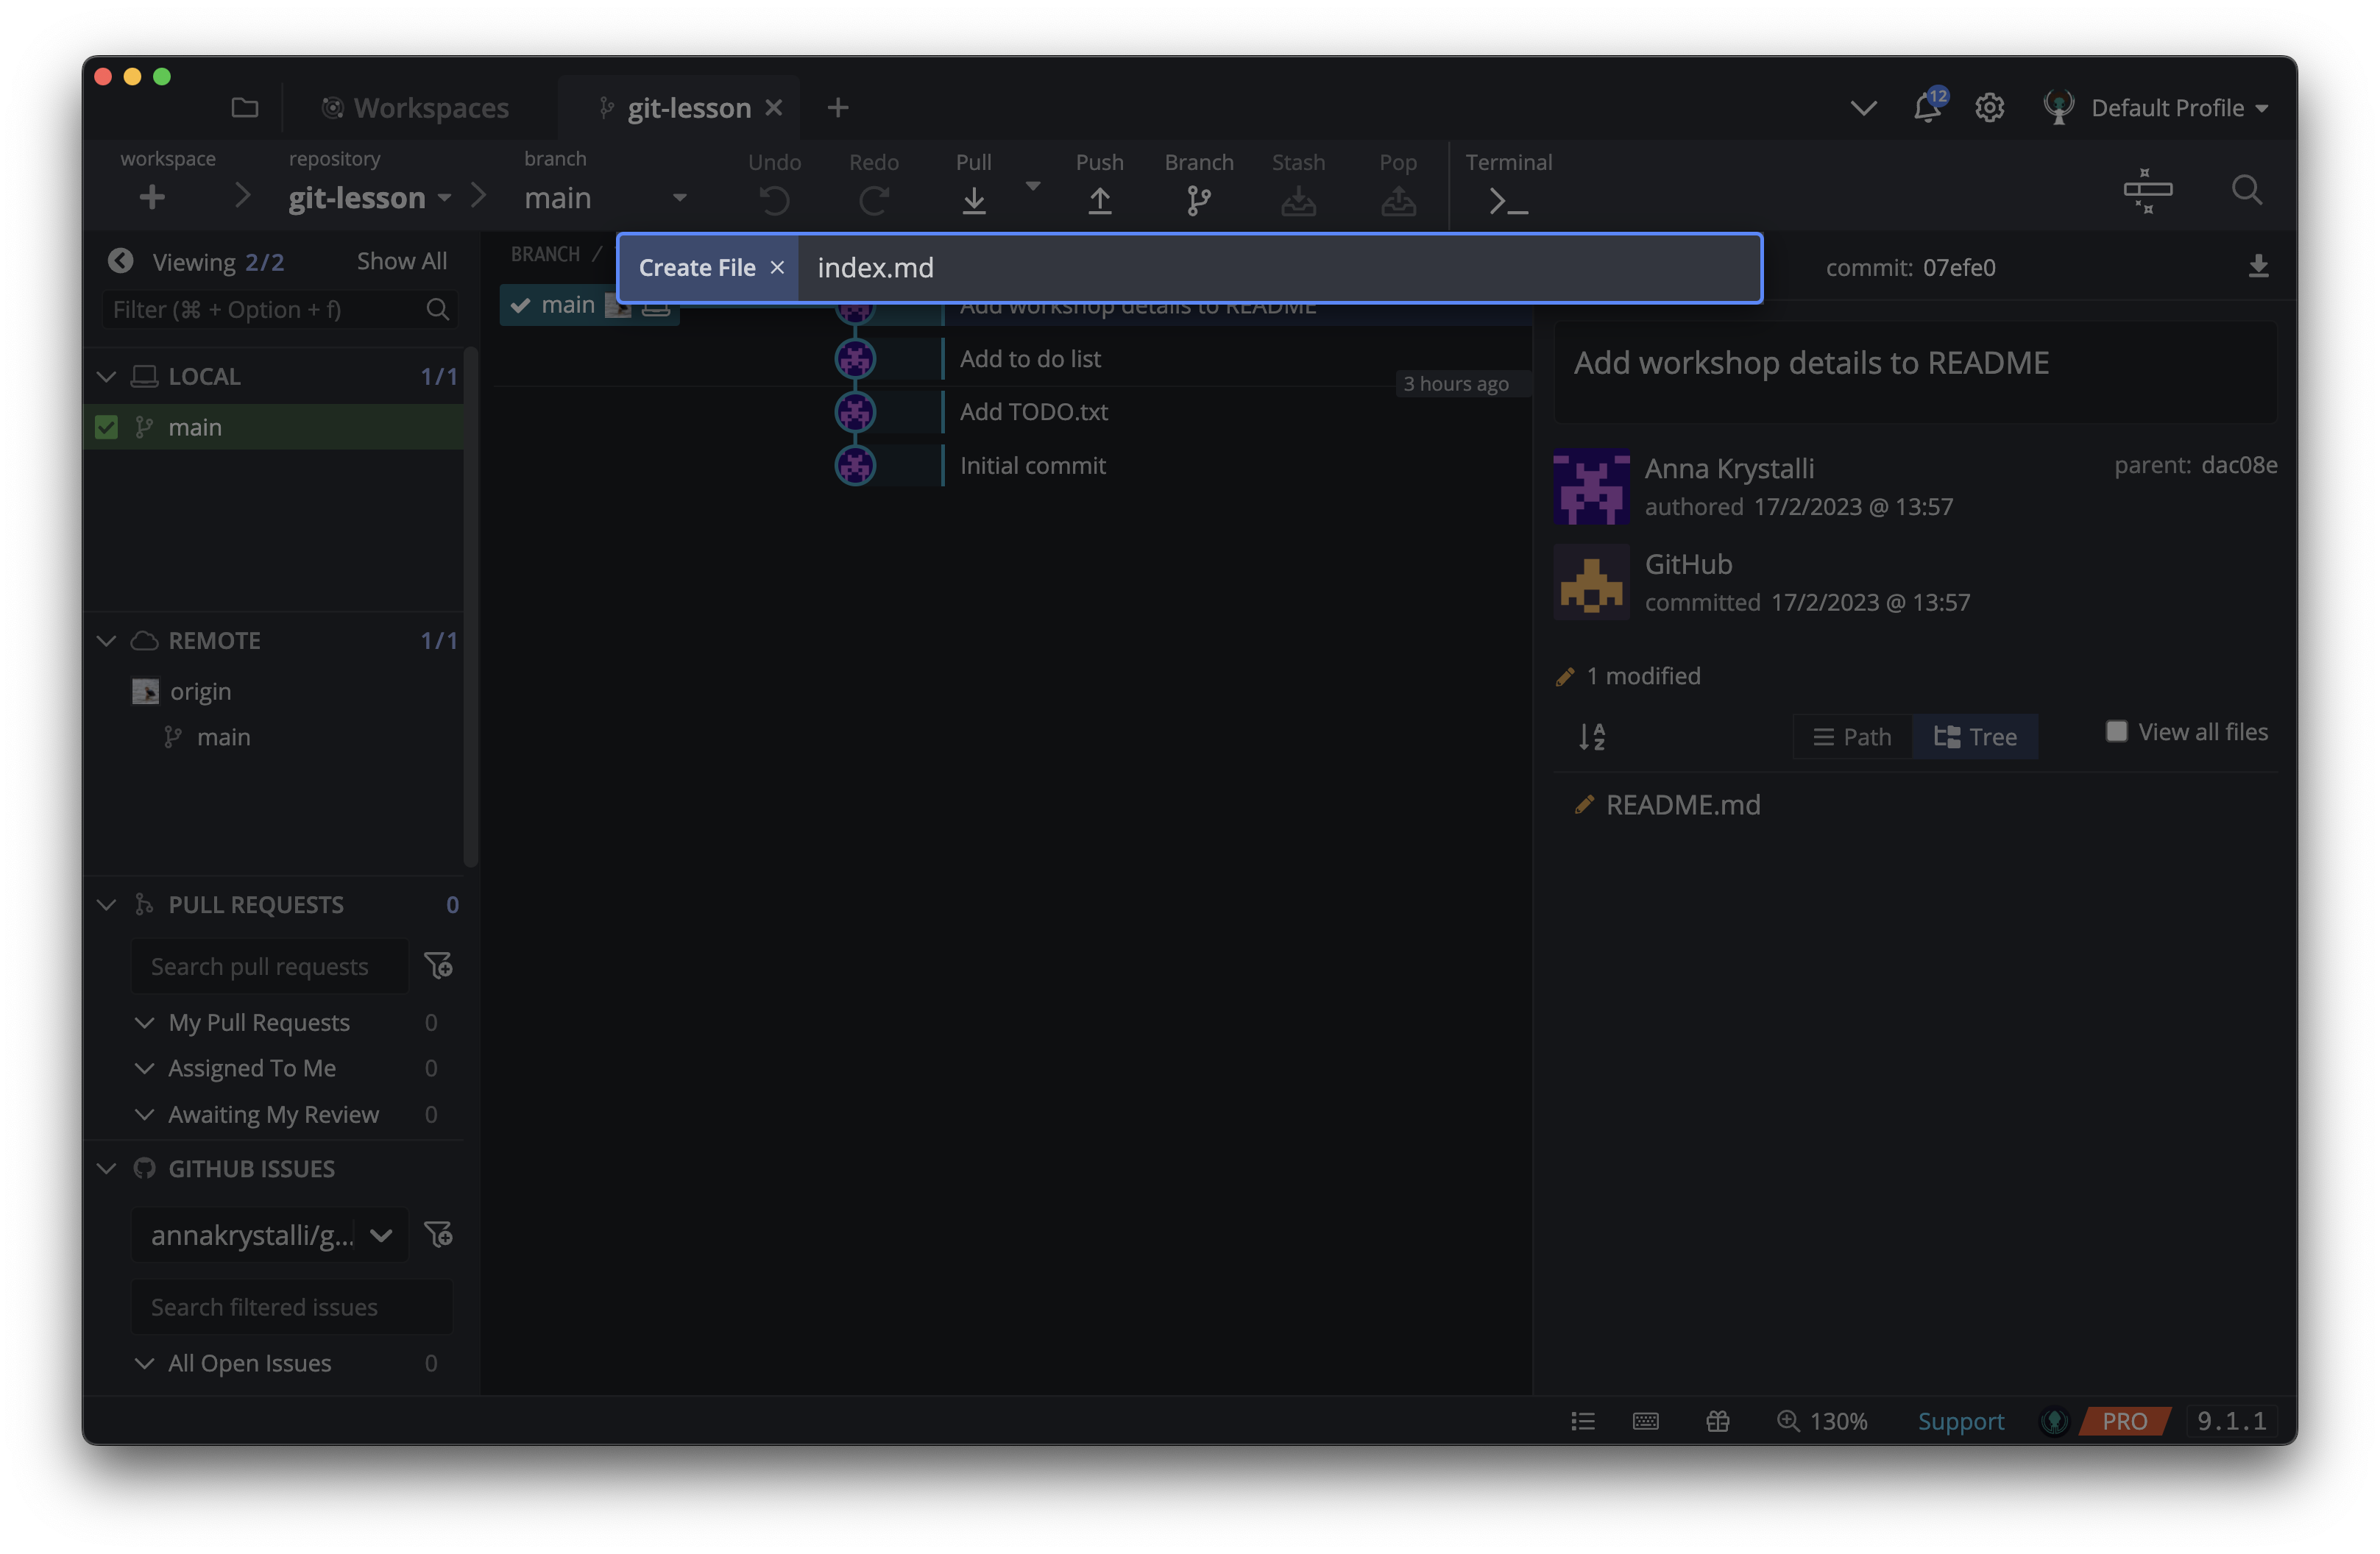 Workspaces
git-lesson
12
Default Profile
workspace
repository
git-lesson
branch
main
Undo
Redo
Pull
Push
Branch
Stash
Pop
Terminal
Viewing 2/2
Show All
Filter (⌘ + Option + f)
LOCAL 1/1
main
REMOTE 1/1
origin
main
PULL REQUESTS 0
Search pull requests
My Pull Requests 0
Assigned To Me 0
Awaiting My Review 0
GITHUB ISSUES
annakrystalli/g...
Search filtered issues
All Open Issues 0
BRANCH /
Create File × index.md
main
Add workshop details to README
Add to do list
3 hours ago
Add TODO.txt
Initial commit
commit: 07efe0
Add workshop details to README
Anna Krystalli
authored 17/2/2023 @ 13:57
parent: dac08e
GitHub
committed 17/2/2023 @ 13:57
1 modified
A
Z
Path
Tree
View all files
README.md
130%
Support
PRO
9.1.1